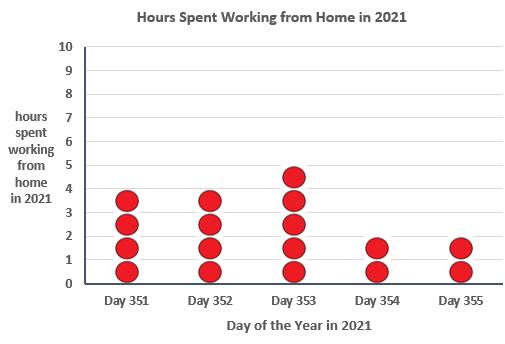 Hours Spent Working from Home in 2021
10
9
8
7
6
5
4
3
2
1
0
hours
spent
working
from
home
in 2021
Day 351 Day 352 Day 353 Day 354 Day 355
Day of the Year in 2021